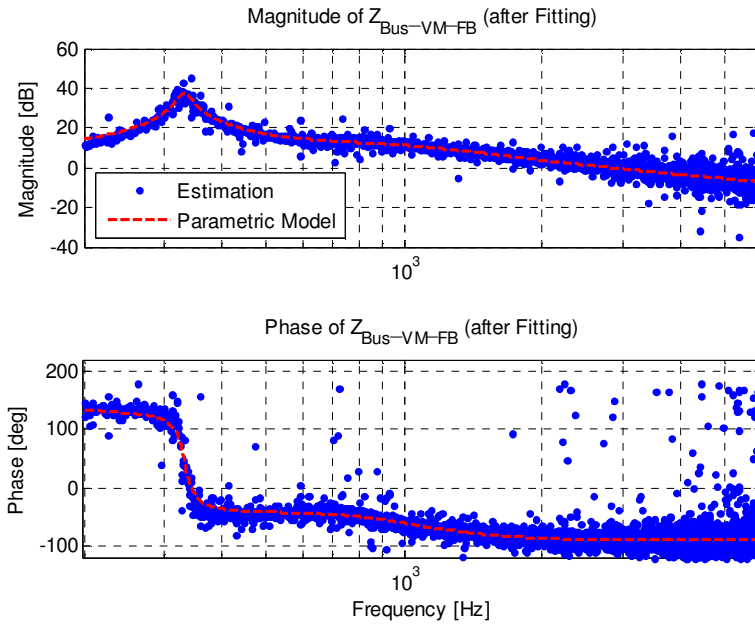 Magnitude of Z_Bus−VM−FB (after Fitting)
60
40
20
0
-20
-40
Magnitude [dB]
Estimation
Parametric Model
10^3
Phase of Z_Bus−VM−FB (after Fitting)
200
100
0
-100
Phase [deg]
10^3
Frequency [Hz]